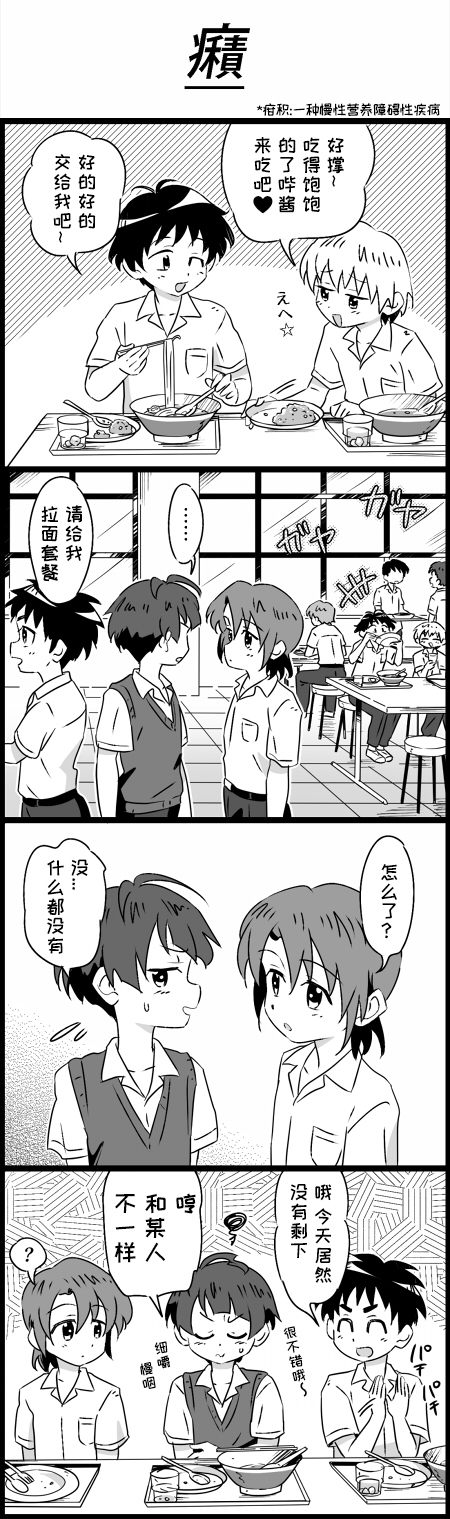 癪
*疳积:一种慢性营养障碍性疾病
好撑~
吃得饱饱
的了哔酱
来吃吧♥
好的好的
交给我吧~
えへ☆
ガヤ
ガヤ
……
请给我
拉面套餐
怎么了?
没…
什么都没有
哦 今天居然
没有剩下
很不错哦~
パチ
パチ
哼
和某人
不一样
细嚼
慢咽
?